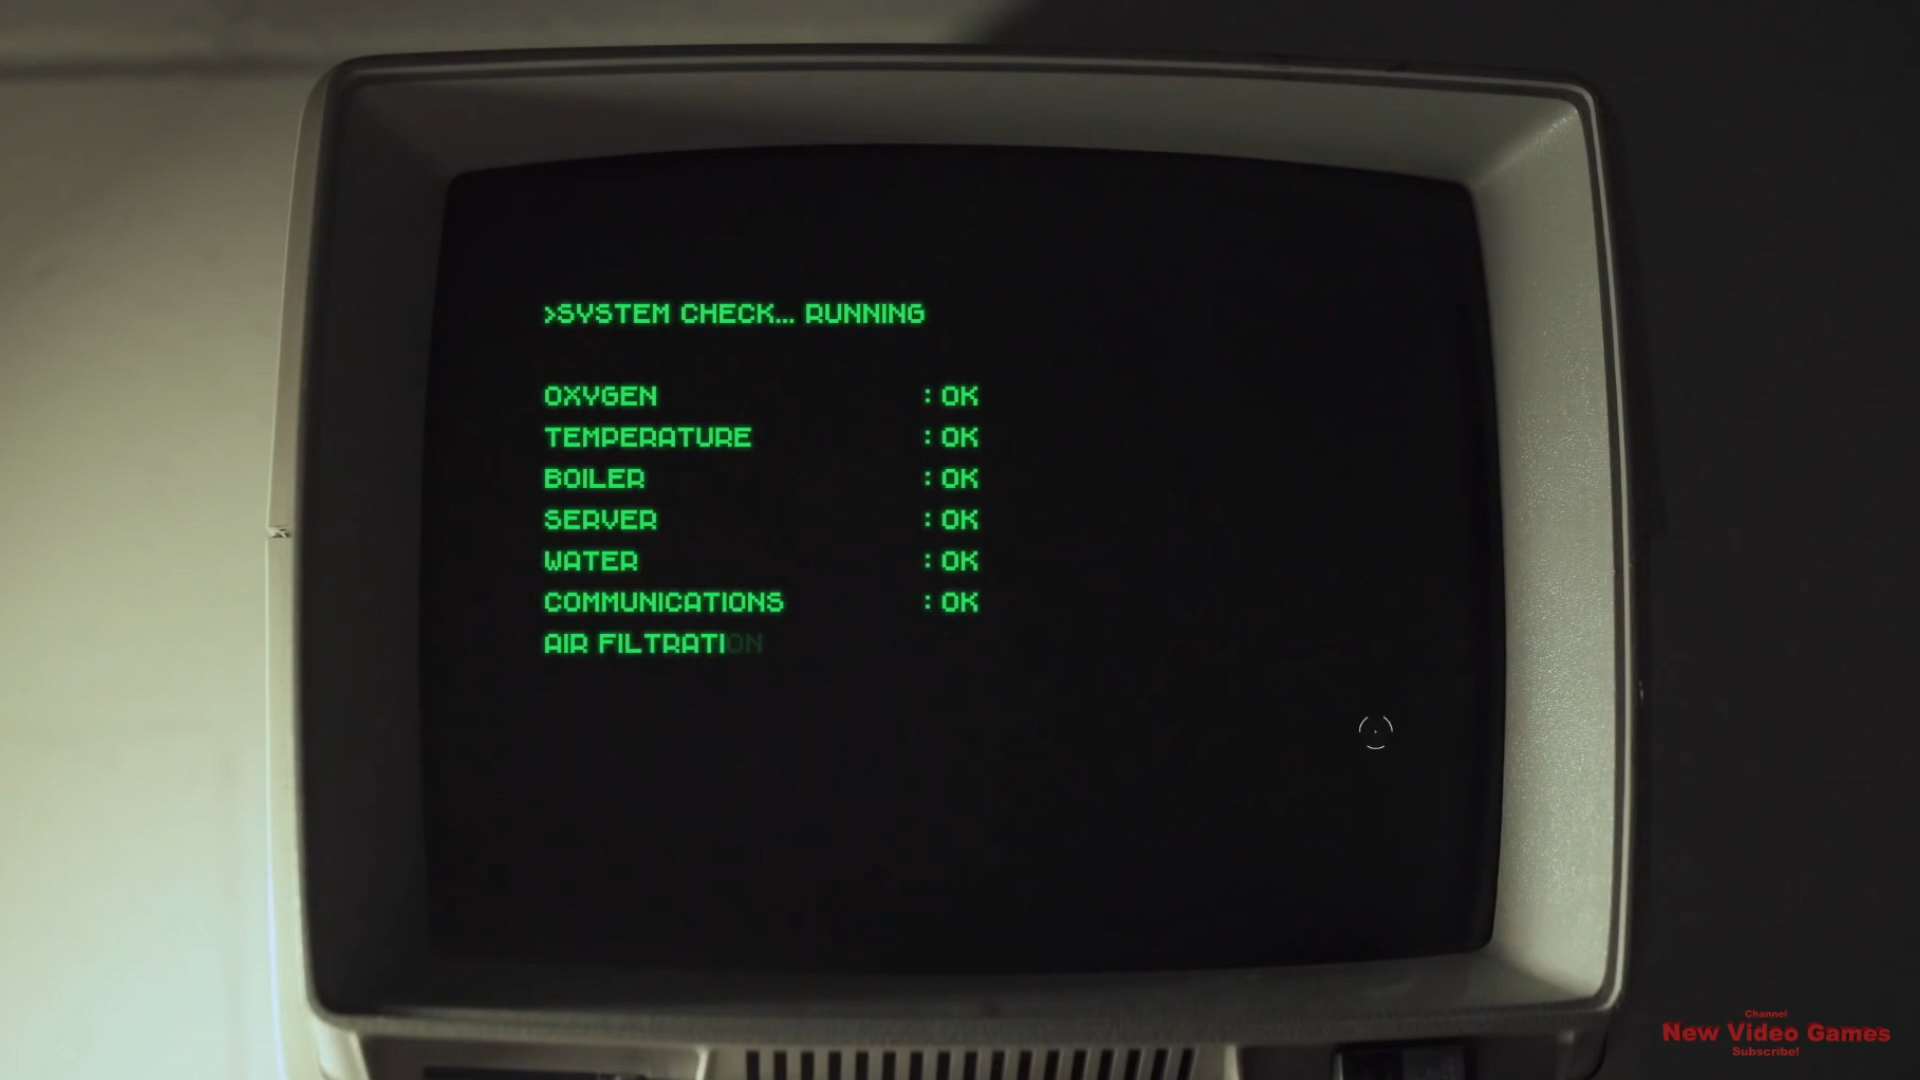 >SYSTEM CHECK... RUNNING
OXYGEN : OK
TEMPERATURE : OK
BOILER : OK
SERVER : OK
WATER : OK
COMMUNICATIONS : OK
AIR FILTRATION
Channel
New Video Games
Subscribe!